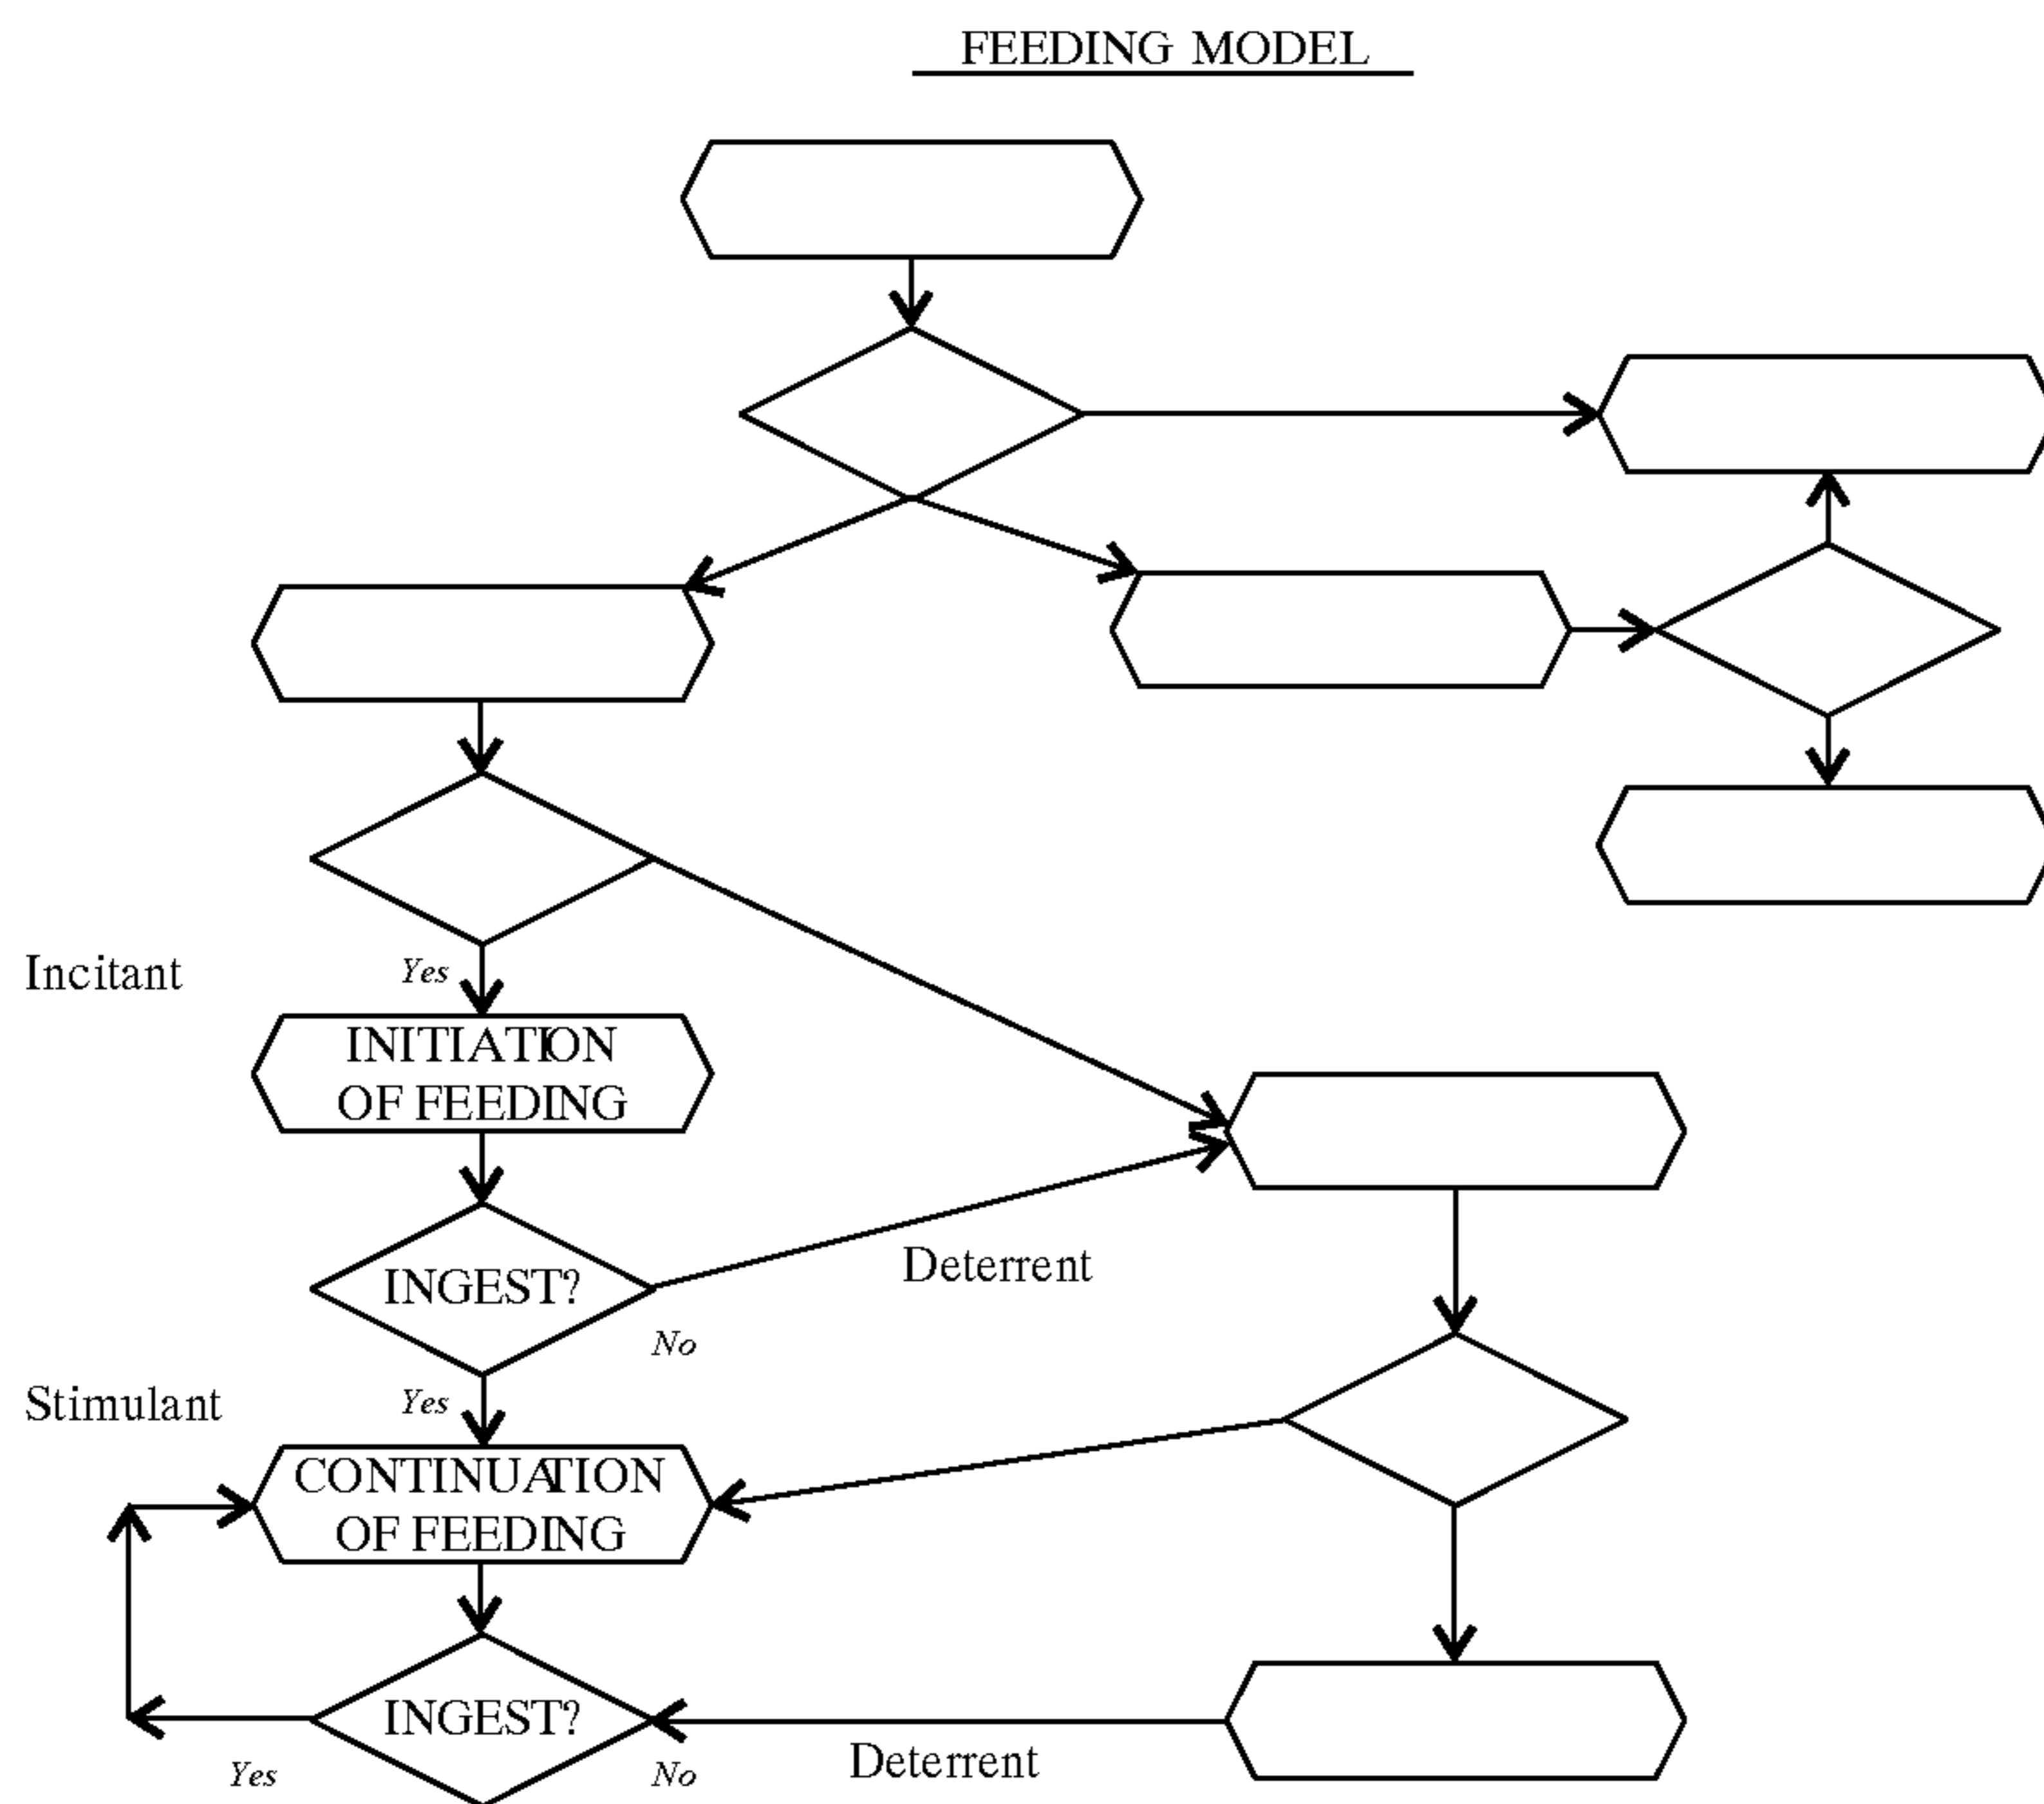 FEEDING MODEL
Incitant
Yes
INITIATION
OF FEEDING
INGEST?
Deterrent
No
Stimulant
Yes
CONTINUATION
OF FEEDING
INGEST?
Deterrent
Yes
No